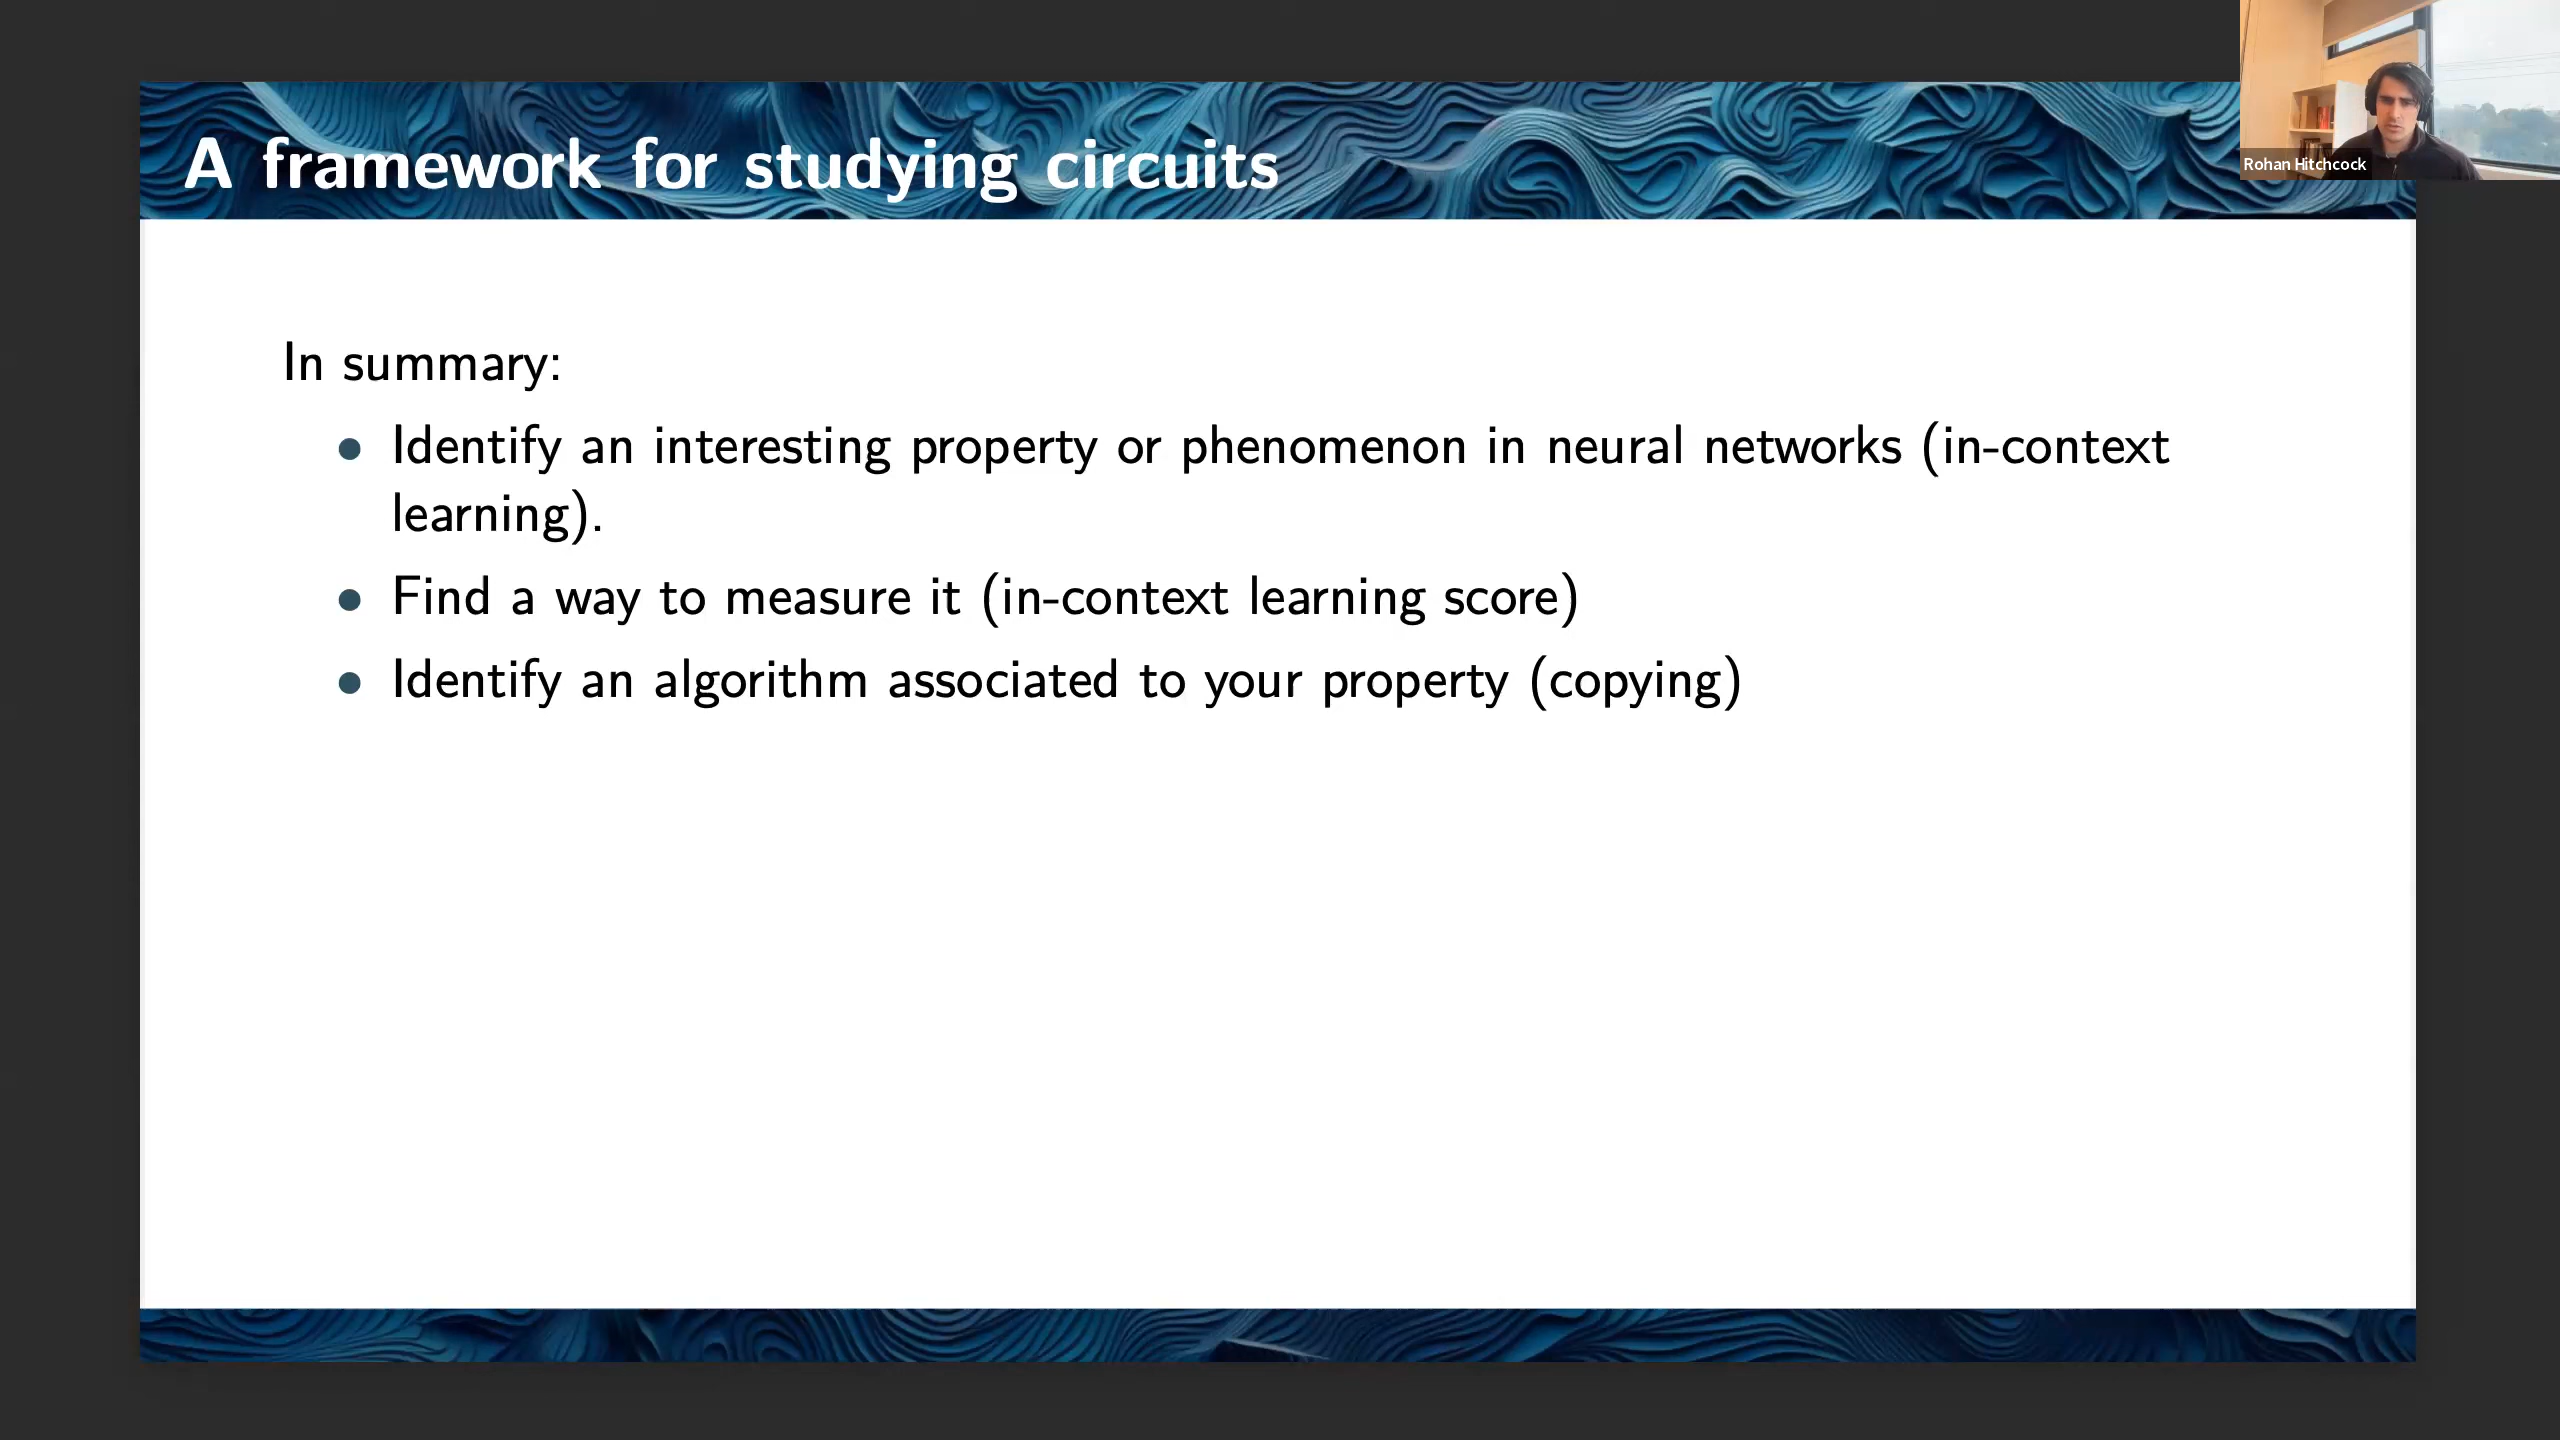 A framework for studying circuits
Rohan Hitchcock
In summary:
● Identify an interesting property or phenomenon in neural networks (in-context
learning).
● Find a way to measure it (in-context learning score)
● Identify an algorithm associated to your property (copying)